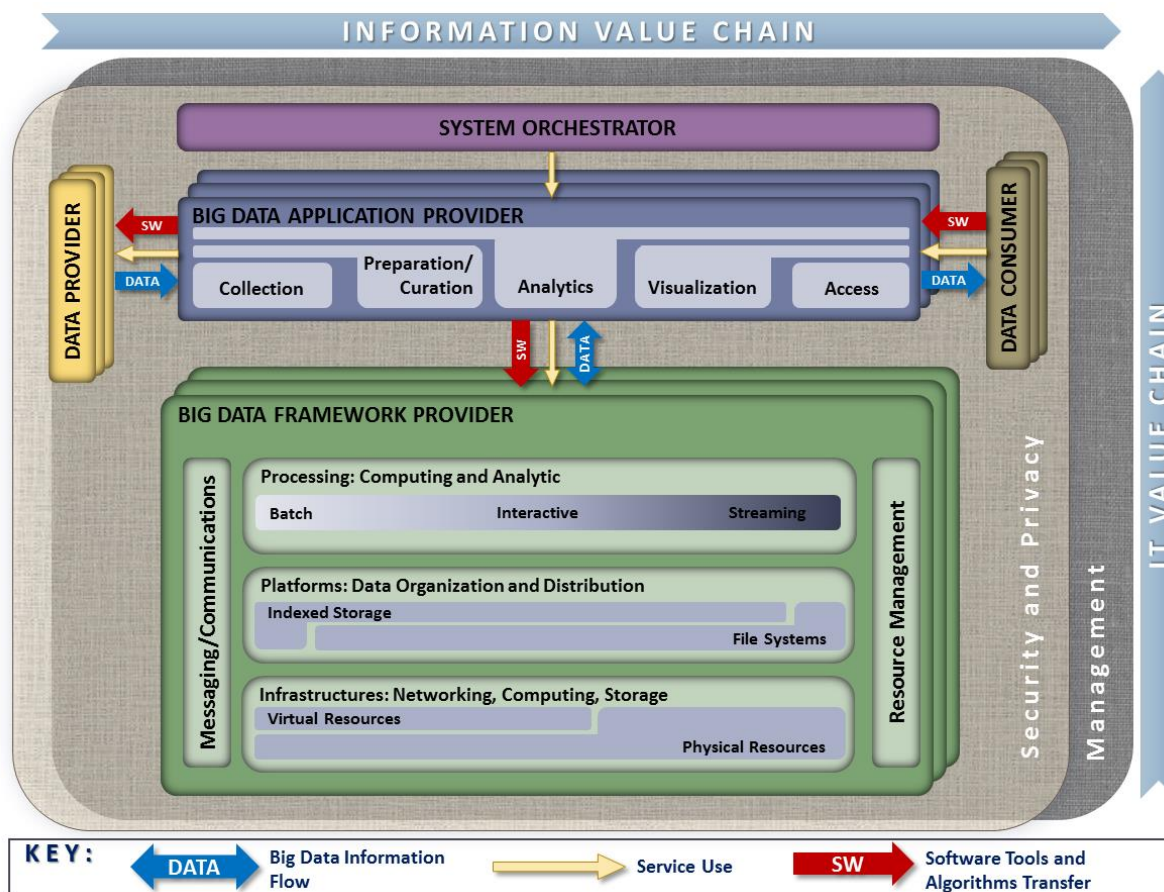 INFORMATION VALUE CHAIN
SYSTEM ORCHESTRATOR
DATA PROVIDER
SW
DATA
BIG DATA APPLICATION PROVIDER
Collection
Preparation/
Curation
Analytics
Visualization
Access
SW
DATA
DATA CONSUMER
SW
DATA
BIG DATA FRAMEWORK PROVIDER
Messaging/Communications
Processing: Computing and Analytic
Batch
Interactive
Streaming
Platforms: Data Organization and Distribution
Indexed Storage
File Systems
Infrastructures: Networking, Computing, Storage
Virtual Resources
Physical Resources
Resource Management
Security and Privacy
Management
IT VALUE CHAIN
KEY:
DATA
Big Data Information
Flow
Service Use
SW
Software Tools and
Algorithms Transfer